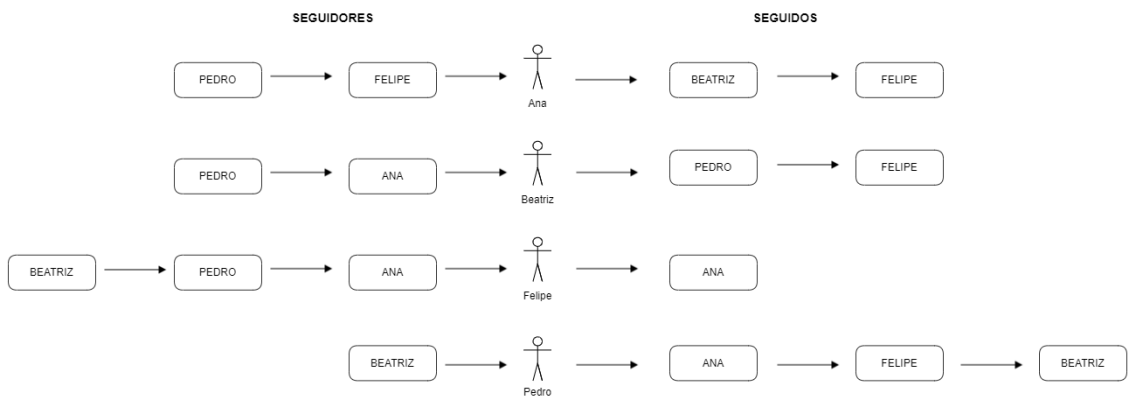 SEGUIDORES SEGUIDOS
PEDRO FELIPE BEATRIZ FELIPE
Ana
PEDRO ANA PEDRO FELIPE
Beatriz
BEATRIZ PEDRO ANA ANA
Felipe
BEATRIZ ANA FELIPE BEATRIZ
Pedro